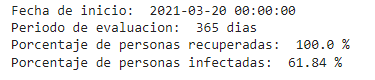 Fecha de inicio:  2021-03-20 00:00:00
Periodo de evaluacion:  365 dias
Porcentaje de personas recuperadas:  100.0 %
Porcentaje de personas infectadas:  61.84 %